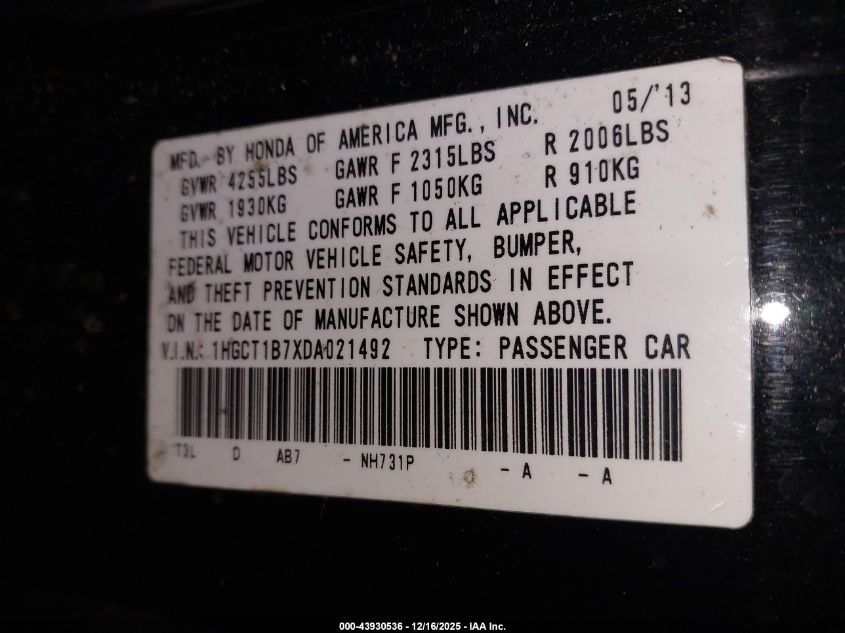 05/'13
MFD. BY HONDA OF AMERICA MFG., INC.
GVWR 4255LBS GAWR F 2315LBS R 2006LBS
GVWR 1930KG GAWR F 1050KG R 910KG
THIS VEHICLE CONFORMS TO ALL APPLICABLE
FEDERAL MOTOR VEHICLE SAFETY, BUMPER,
AND THEFT PREVENTION STANDARDS IN EFFECT
ON THE DATE OF MANUFACTURE SHOWN ABOVE.
V.I.N.: 1HGCT1B7XDA021492 TYPE: PASSENGER CAR
T3L D AB7 - NH731P - A - A
000-43930536 - 12/16/2025 - IAA Inc.